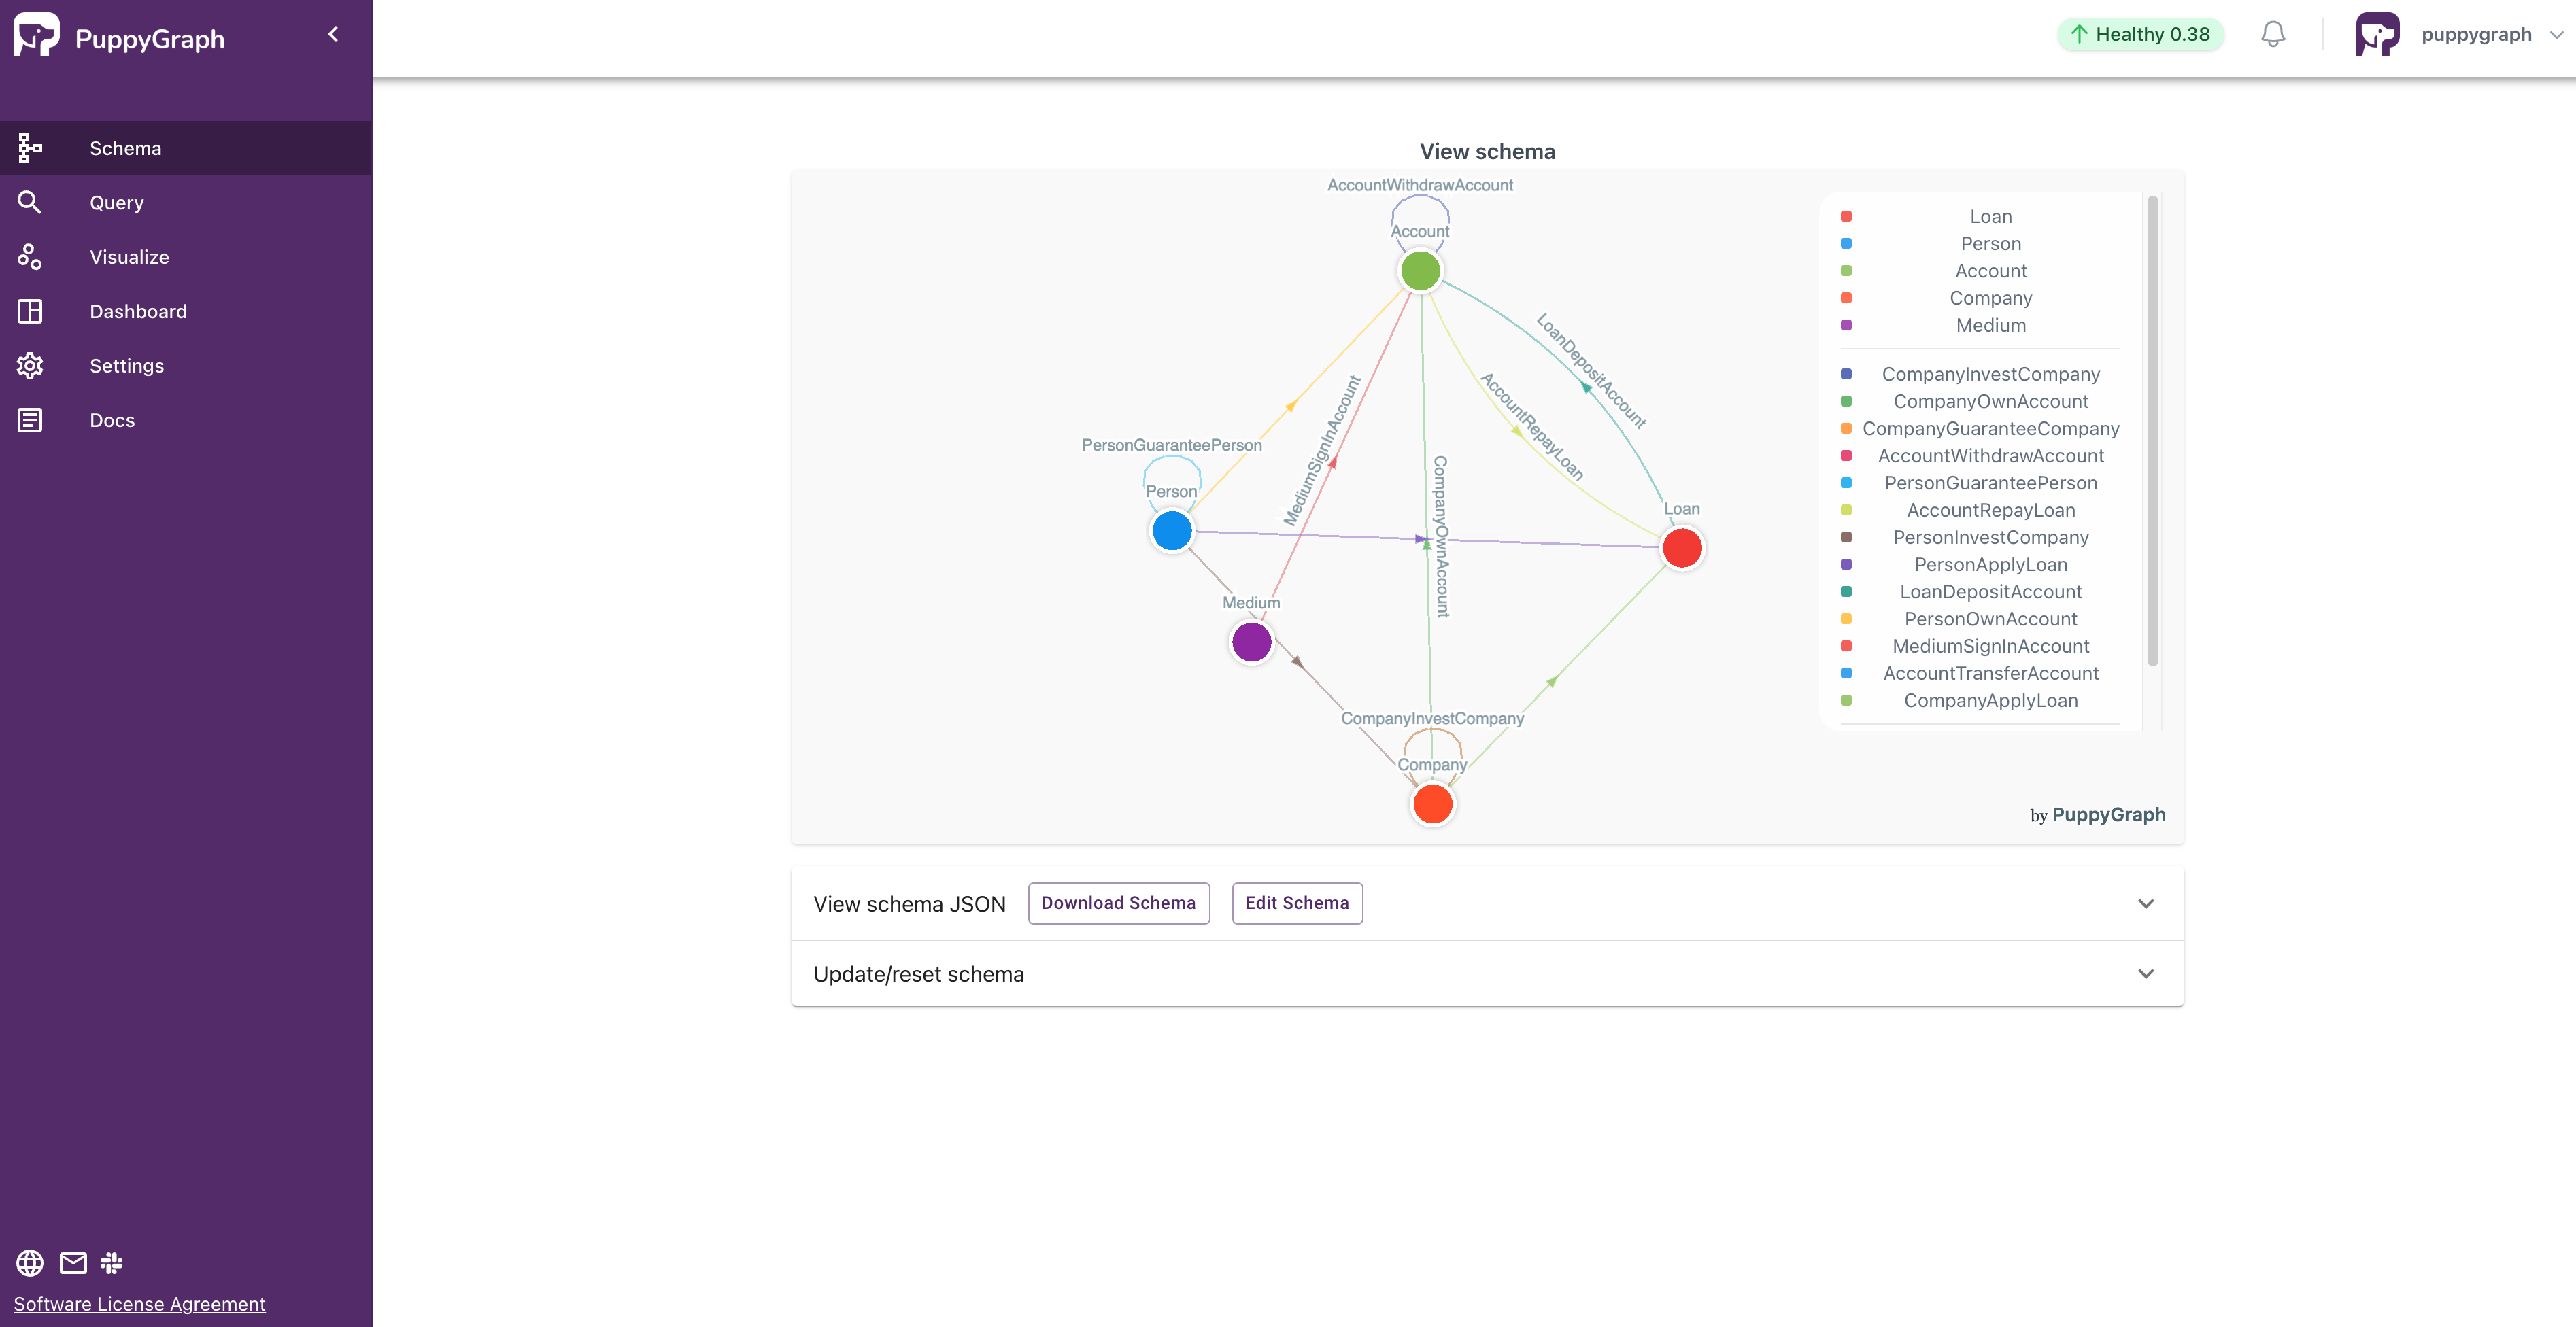 PuppyGraph
Healthy 0.38
puppygraph
Schema
Query
Visualize
Dashboard
Settings
Docs
View schema
AccountWithdrawAccount
Account
LoanDepositAccount
AccountRepayLoan
MediumSignInAccount
PersonGuaranteePerson
Person
CompanyOwnAccount
Loan
Medium
CompanyInvestCompany
Company
Loan
Person
Account
Company
Medium
CompanyInvestCompany
CompanyOwnAccount
CompanyGuaranteeCompany
AccountWithdrawAccount
PersonGuaranteePerson
AccountRepayLoan
PersonInvestCompany
PersonApplyLoan
LoanDepositAccount
PersonOwnAccount
MediumSignInAccount
AccountTransferAccount
CompanyApplyLoan
by PuppyGraph
View schema JSON
Download Schema
Edit Schema
Update/reset schema
Software License Agreement